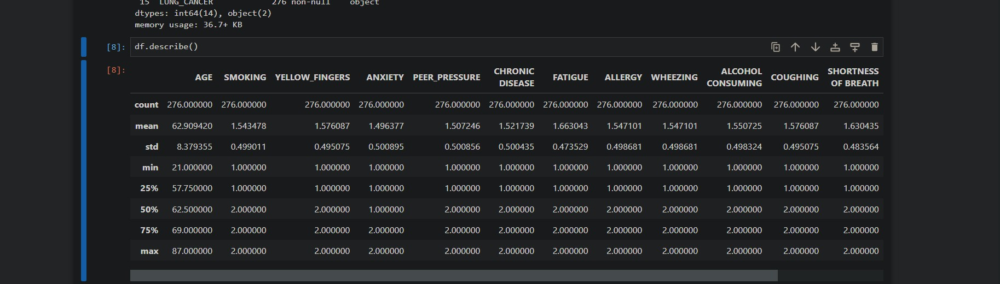 15 LUNG_CANCER 276 non-null object
dtypes: int64(14), object(2)
memory usage: 36.7+ KB
[8]: df.describe()
[8]:
AGE SMOKING YELLOW_FINGERS ANXIETY PEER_PRESSURE CHRONIC DISEASE FATIGUE ALLERGY WHEEZING ALCOHOL CONSUMING COUGHING SHORTNESS OF BREATH
count 276.000000 276.000000 276.000000 276.000000 276.000000 276.000000 276.000000 276.000000 276.000000 276.000000 276.000000 276.000000
mean 62.909420 1.543478 1.576087 1.496377 1.507246 1.521739 1.663043 1.547101 1.547101 1.550725 1.576087 1.630435
std 8.379355 0.499011 0.495075 0.500895 0.500856 0.500435 0.473529 0.498681 0.498681 0.498324 0.495075 0.483564
min 21.000000 1.000000 1.000000 1.000000 1.000000 1.000000 1.000000 1.000000 1.000000 1.000000 1.000000 1.000000
25% 57.750000 1.000000 1.000000 1.000000 1.000000 1.000000 1.000000 1.000000 1.000000 1.000000 1.000000 1.000000
50% 62.500000 2.000000 2.000000 1.000000 2.000000 2.000000 2.000000 2.000000 2.000000 2.000000 2.000000 2.000000
75% 69.000000 2.000000 2.000000 2.000000 2.000000 2.000000 2.000000 2.000000 2.000000 2.000000 2.000000 2.000000
max 87.000000 2.000000 2.000000 2.000000 2.000000 2.000000 2.000000 2.000000 2.000000 2.000000 2.000000 2.000000